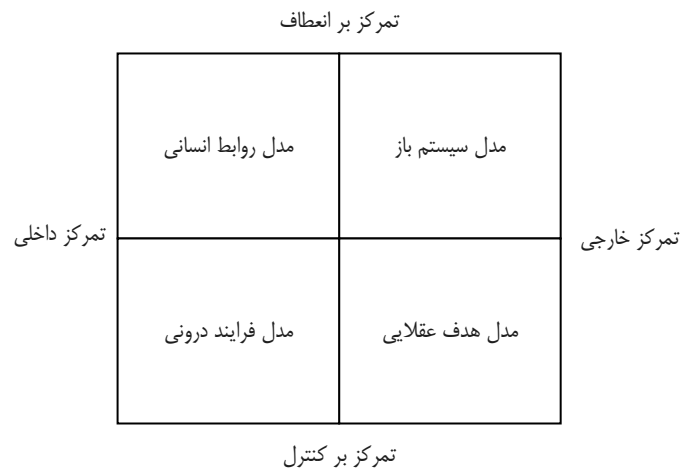 تمرکز بر انعطاف
مدل سیستم باز
مدل روابط انسانی
تمرکز خارجی
تمرکز داخلی
مدل هدف عقلایی
مدل فرایند درونی
تمرکز بر کنترل